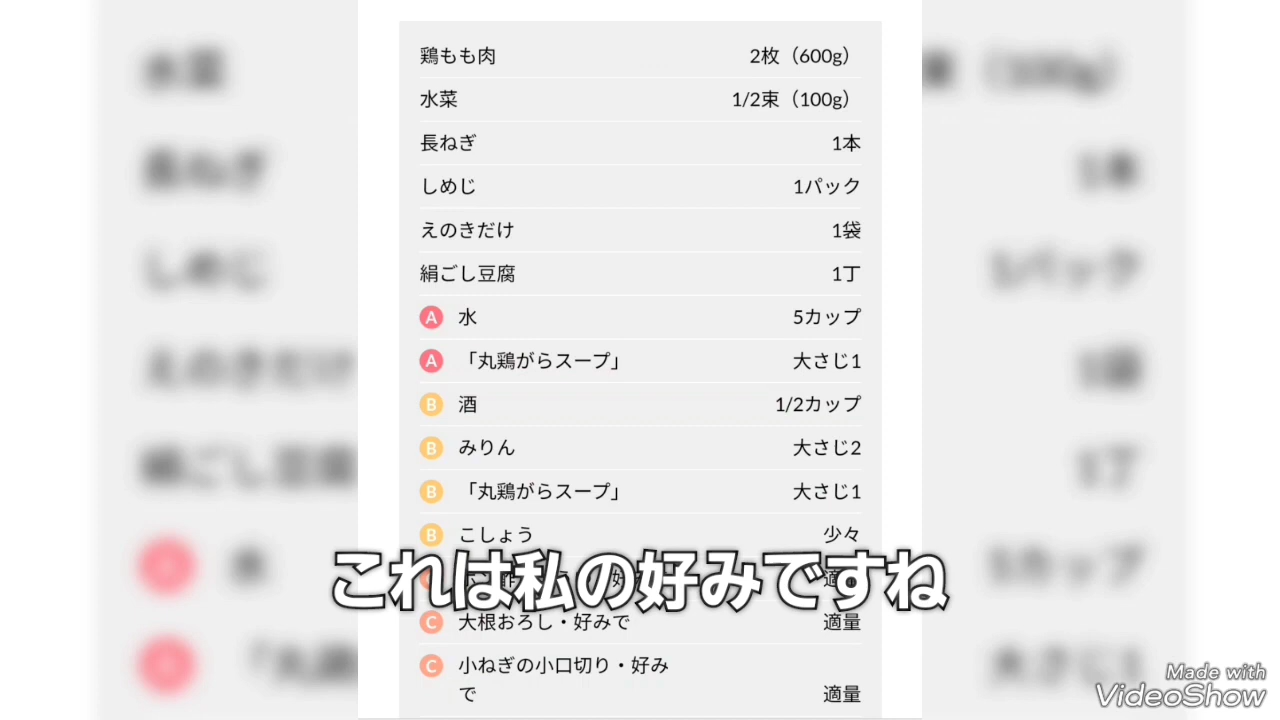 鶏もも肉 2枚（600g）
水菜 1/2束（100g）
長ねぎ 1本
しめじ 1パック
えのきだけ 1袋
絹ごし豆腐 1丁
A 水 5カップ
A 「丸鶏がらスープ」 大さじ1
B 酒 1/2カップ
B みりん 大さじ2
B 「丸鶏がらスープ」 大さじ1
B こしょう 少々
これは私の好みですね
C 大根おろし・好みで 適量
C 小ねぎの小口切り・好み
で 適量
Made with
VideoShow